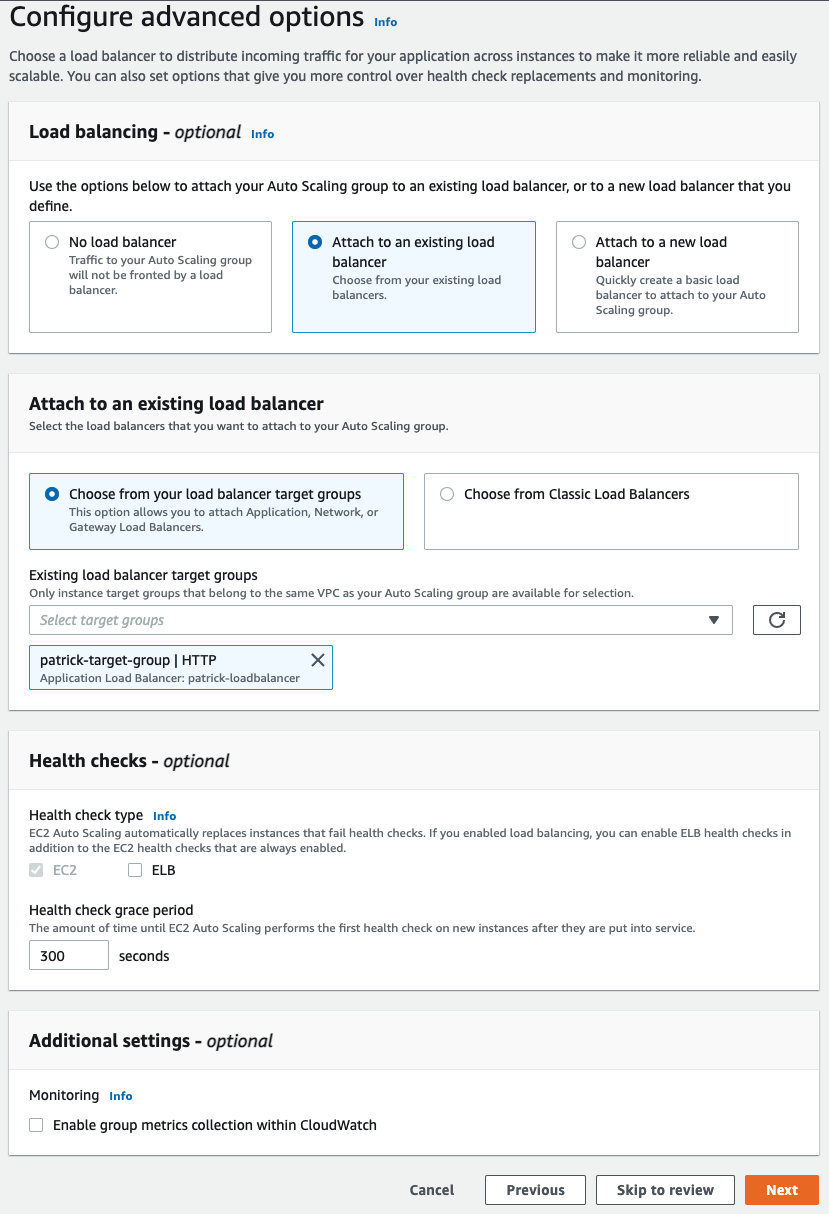 Configure advanced options Info
Choose a load balancer to distribute incoming traffic for your application across instances to make it more reliable and easily
scalable. You can also set options that give you more control over health check replacements and monitoring.
Load balancing - optional Info
Use the options below to attach your Auto Scaling group to an existing load balancer, or to a new load balancer that you
define.
No load balancer
Traffic to your Auto Scaling group
will not be fronted by a load
balancer.
Attach to an existing load
balancer
Choose from your existing load
balancers.
Attach to a new load
balancer
Quickly create a basic load
balancer to attach to your Auto
Scaling group.
Attach to an existing load balancer
Select the load balancers that you want to attach to your Auto Scaling group.
Choose from your load balancer target groups
This option allows you to attach Application, Network, or
Gateway Load Balancers.
Choose from Classic Load Balancers
Existing load balancer target groups
Only instance target groups that belong to the same VPC as your Auto Scaling group are available for selection.
Select target groups
patrick-target-group | HTTP
Application Load Balancer: patrick-loadbalancer
Health checks - optional
Health check type Info
EC2 Auto Scaling automatically replaces instances that fail health checks. If you enabled load balancing, you can enable ELB health checks in
addition to the EC2 health checks that are always enabled.
EC2 ELB
Health check grace period
The amount of time until EC2 Auto Scaling performs the first health check on new instances after they are put into service.
300 seconds
Additional settings - optional
Monitoring Info
Enable group metrics collection within CloudWatch
Cancel Previous Skip to review Next